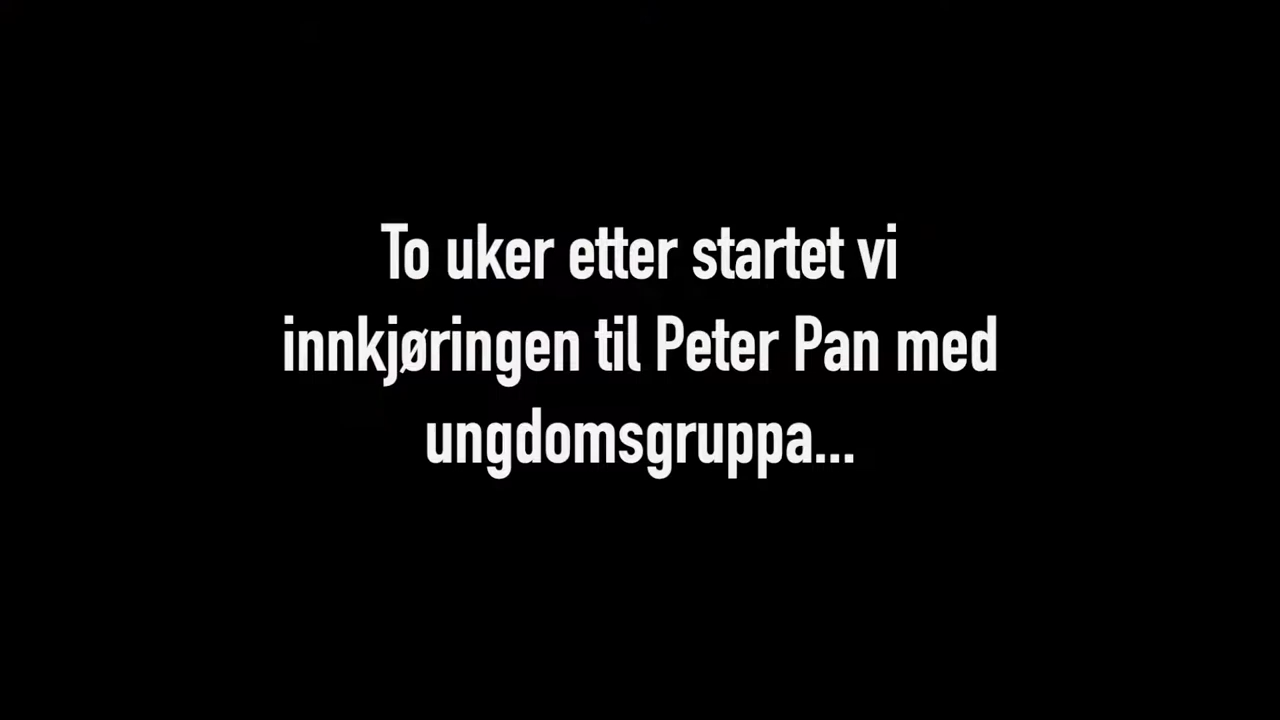 To uker etter startet vi
innkjøringen til Peter Pan med
ungdomsgruppa...